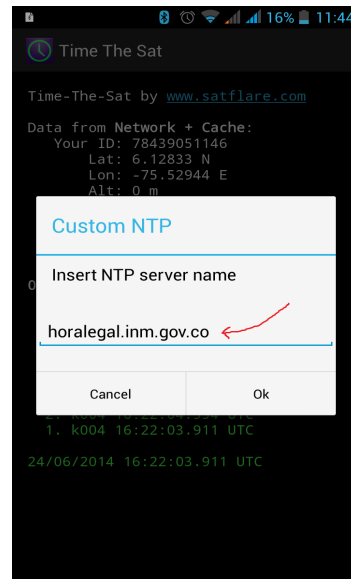 16% 11:44
Time The Sat
Time-The-Sat by www.satflare.com
Data from Network + Cache:
Your ID: 78439051146
Lat: 6.12833 N
Lon: -75.52944 E
Alt: 0 m
Custom NTP
Insert NTP server name
horalegal.inm.gov.co
Cancel Ok
1. k004 16:22:03.911 UTC
24/06/2014 16:22:03.911 UTC